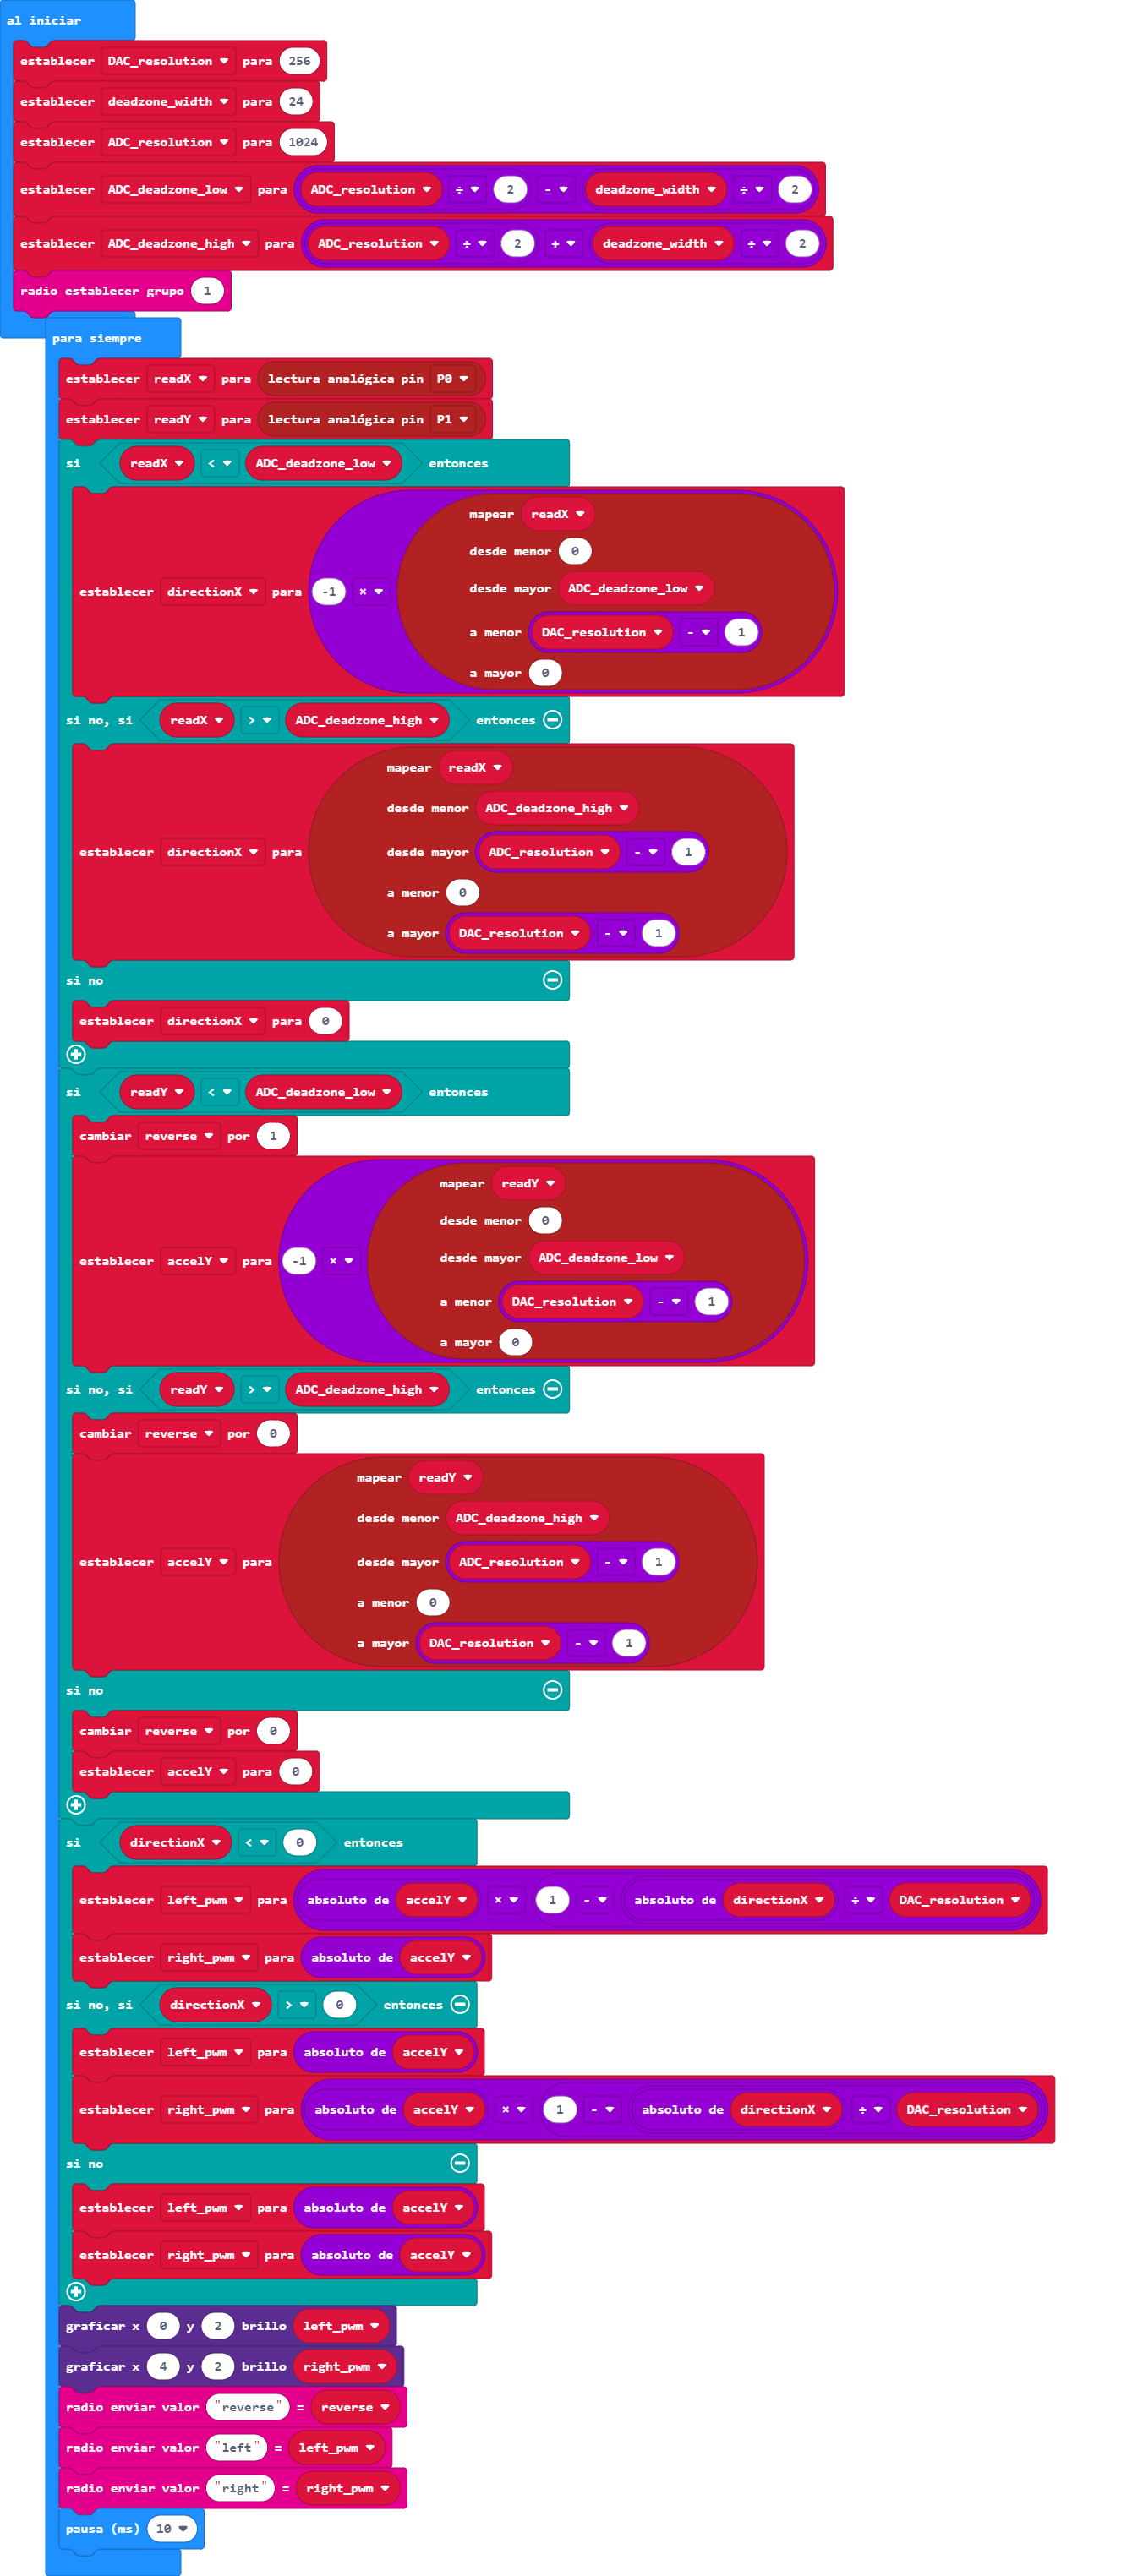 al iniciar
establecer DAC_resolution para 256
establecer deadzone_width para 24
establecer ADC_resolution para 1024
establecer ADC_deadzone_low para ADC_resolution ÷ 2 - deadzone_width ÷ 2
establecer ADC_deadzone_high para ADC_resolution ÷ 2 + deadzone_width ÷ 2
radio establecer grupo 1
para siempre
establecer readX para lectura analógica pin P0
establecer readY para lectura analógica pin P1
si readX < ADC_deadzone_low entonces
mapear readX
desde menor 0
desde mayor ADC_deadzone_low
establecer directionX para -1 ×
a menor DAC_resolution - 1
a mayor 0
si no, si readX > ADC_deadzone_high entonces
mapear readX
desde menor ADC_deadzone_high
establecer directionX para desde mayor ADC_resolution - 1
a menor 0
a mayor DAC_resolution - 1
si no
establecer directionX para 0
si readY < ADC_deadzone_low entonces
cambiar reverse por 1
mapear readY
desde menor 0
desde mayor ADC_deadzone_low
establecer accelY para -1 ×
a menor DAC_resolution - 1
a mayor 0
si no, si readY > ADC_deadzone_high entonces
cambiar reverse por 0
mapear readY
desde menor ADC_deadzone_high
establecer accelY para desde mayor ADC_resolution - 1
a menor 0
a mayor DAC_resolution - 1
si no
cambiar reverse por 0
establecer accelY para 0
si directionX < 0 entonces
establecer left_pwm para absoluto de accelY × 1 - absoluto de directionX ÷ DAC_resolution
establecer right_pwm para absoluto de accelY
si no, si directionX > 0 entonces
establecer left_pwm para absoluto de accelY
establecer right_pwm para absoluto de accelY × 1 - absoluto de directionX ÷ DAC_resolution
si no
establecer left_pwm para absoluto de accelY
establecer right_pwm para absoluto de accelY
graficar x 0 y 2 brillo left_pwm
graficar x 4 y 2 brillo right_pwm
radio enviar valor "reverse" = reverse
radio enviar valor "left" = left_pwm
radio enviar valor "right" = right_pwm
pausa (ms) 10